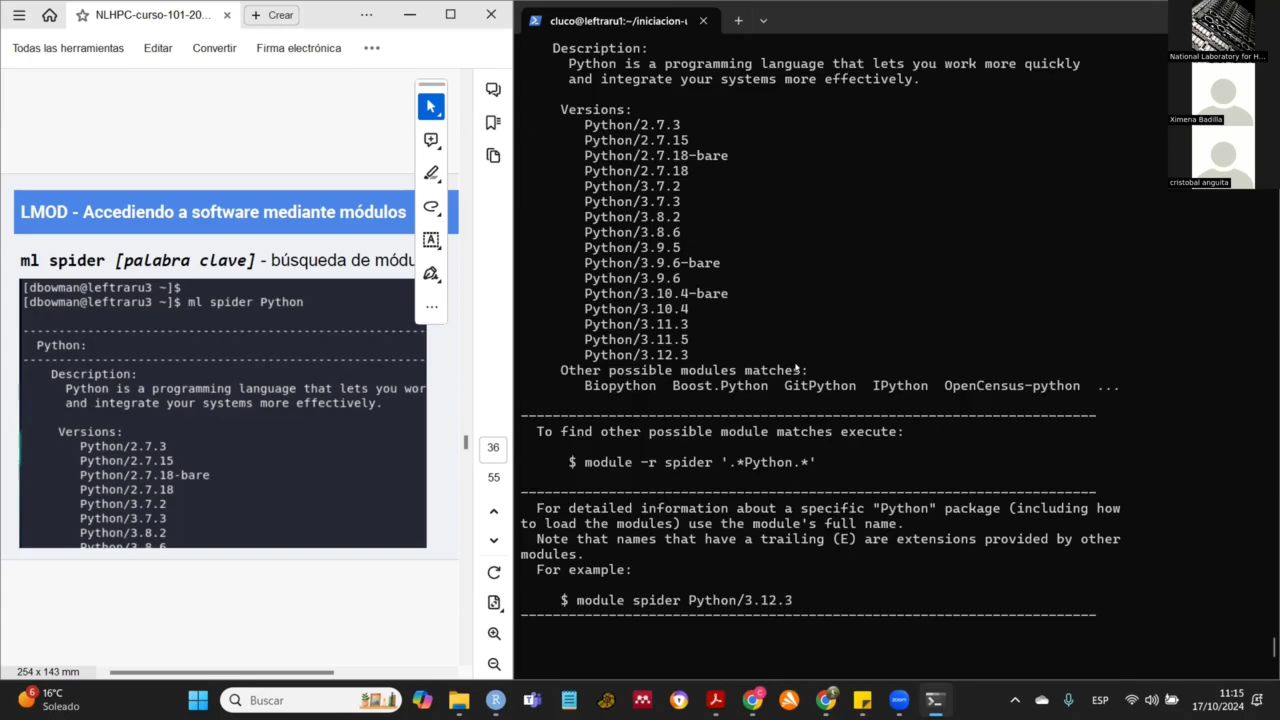 NLHPC-curso-101-20...
Crear
Todas las herramientas
Editar
Convertir
Firma electrónica
LMOD - Accediendo a software mediante módulos
ml spider [palabra clave] - búsqueda de módu
[dbowman@leftraru3 ~]$
[dbowman@leftraru3 ~]$ ml spider Python
--------------------------------------------------------
Python:
--------------------------------------------------------
Description:
Python is a programming language that lets you wor
and integrate your systems more effectively.
Versions:
Python/2.7.3
Python/2.7.15
Python/2.7.18-bare
Python/2.7.18
Python/3.7.2
Python/3.7.3
Python/3.8.2
Python/3.8.6
36
55
254 x 143 mm
cluco@leftraru1:~/iniciacion-u
Description:
Python is a programming language that lets you work more quickly
and integrate your systems more effectively.
Versions:
Python/2.7.3
Python/2.7.15
Python/2.7.18-bare
Python/2.7.18
Python/3.7.2
Python/3.7.3
Python/3.8.2
Python/3.8.6
Python/3.9.5
Python/3.9.6-bare
Python/3.9.6
Python/3.10.4-bare
Python/3.10.4
Python/3.11.3
Python/3.11.5
Python/3.12.3
Other possible modules matches:
Biopython Boost.Python GitPython IPython OpenCensus-python ...
------------------------------------------------------------------------
To find other possible module matches execute:
$ module -r spider '.*Python.*'
------------------------------------------------------------------------
For detailed information about a specific "Python" package (including how
to load the modules) use the module's full name.
Note that names that have a trailing (E) are extensions provided by other
modules.
For example:
$ module spider Python/3.12.3
------------------------------------------------------------------------
National Laboratory for H...
Ximena Badilla
cristobal anguita
6
16°C
Soleado
Buscar
ESP
11:15
17/10/2024